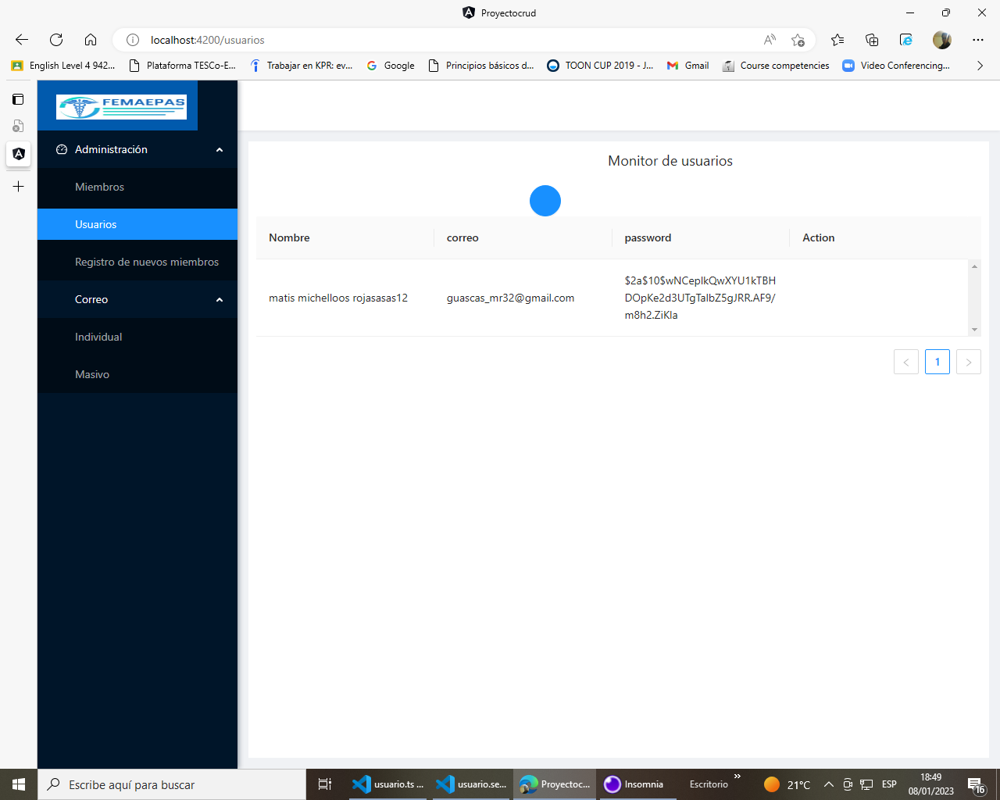 Proyectocrud
localhost:4200/usuarios
English Level 4 942...
Plataforma TESCo-E...
Trabajar en KPR: ev...
Google
Principios básicos d...
TOON CUP 2019 - J...
Gmail
Course competencies
Video Conferencing...
FEMAEPAS
Administración
Miembros
Usuarios
Registro de nuevos miembros
Correo
Individual
Masivo
Monitor de usuarios
Nombre correo password Action
matis michelloos rojasasas12
guascas_mr32@gmail.com
$2a$10$wNCepIkQwXYU1kTBH
DOpKe2d3UTgTaIbZ5gJRR.AF9/
m8h2.ZiKIa
< 1 >
Escribe aquí para buscar
usuario.ts ...
usuario.se...
Proyectoc...
Insomnia
Escritorio
21°C
ESP
18:49
08/01/2023
16